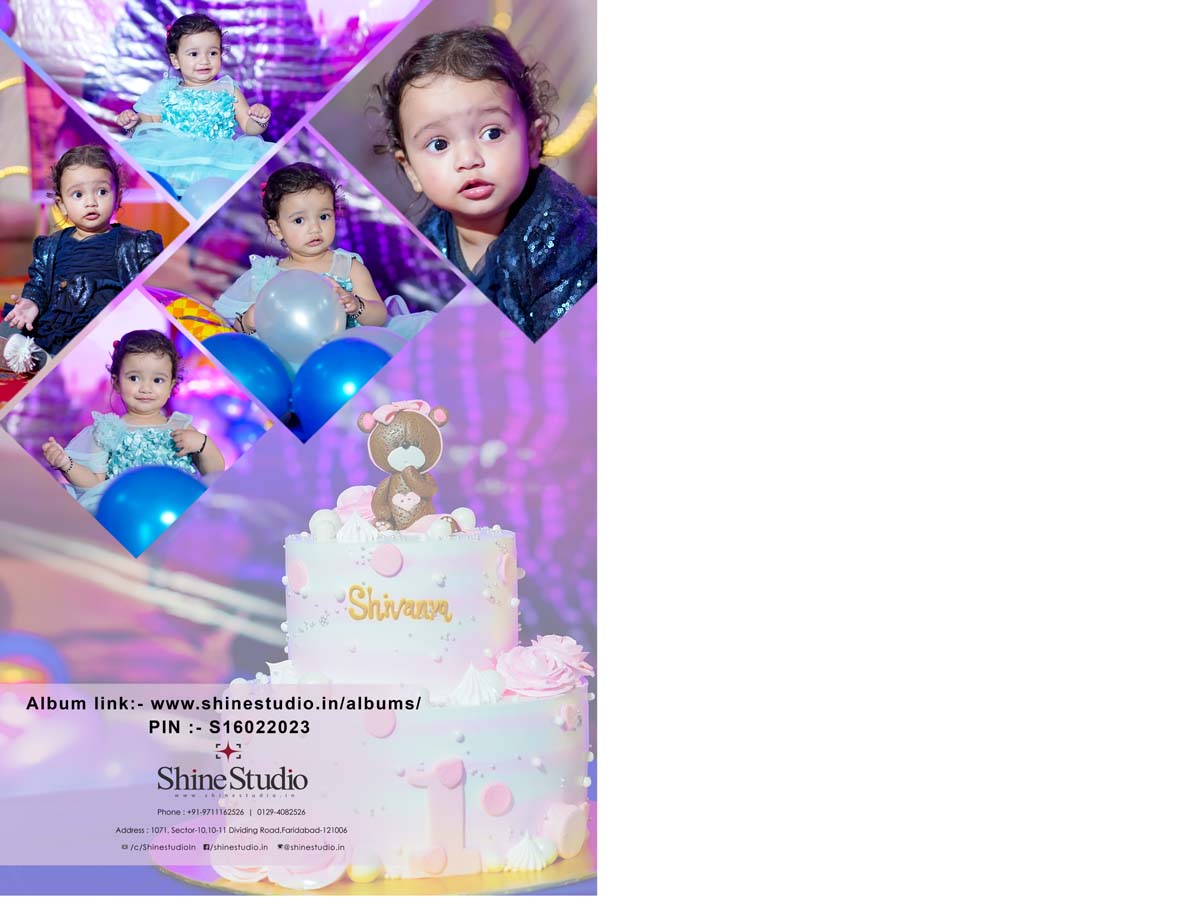 Shivanya
Album link:- www.shinestudio.in/albums/
PIN :- S16022023
Shine Studio
www.shinestudio.in
Phone : +91-9711162526 | 0129-4082526
Address : 1071, Sector-10,10-11 Dividing Road,Faridabad-121006
/c/ShinestudioIn /shinestudio.in @shinestudio.in
1